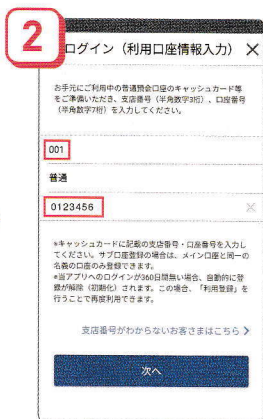 2
ログイン（利用口座情報入力） ×
お手元にご利用中の普通預金口座のキャッシュカード等
をご準備いただき、支店番号（半角数字3桁）、口座番号
（半角数字7桁）を入力してください。
001
普通
0123456
×
*キャッシュカードに記載の支店番号・口座番号を入力し
てください。サブ口座登録の場合は、メイン口座と同一の
名義の口座のみ登録できます。
*当アプリへのログインが360日間無い場合、自動的に登
録が解除（初期化）されます。この場合、「利用登録」を
行うことで再度利用できます。
支店番号がわからないお客さまはこちら >
次へ